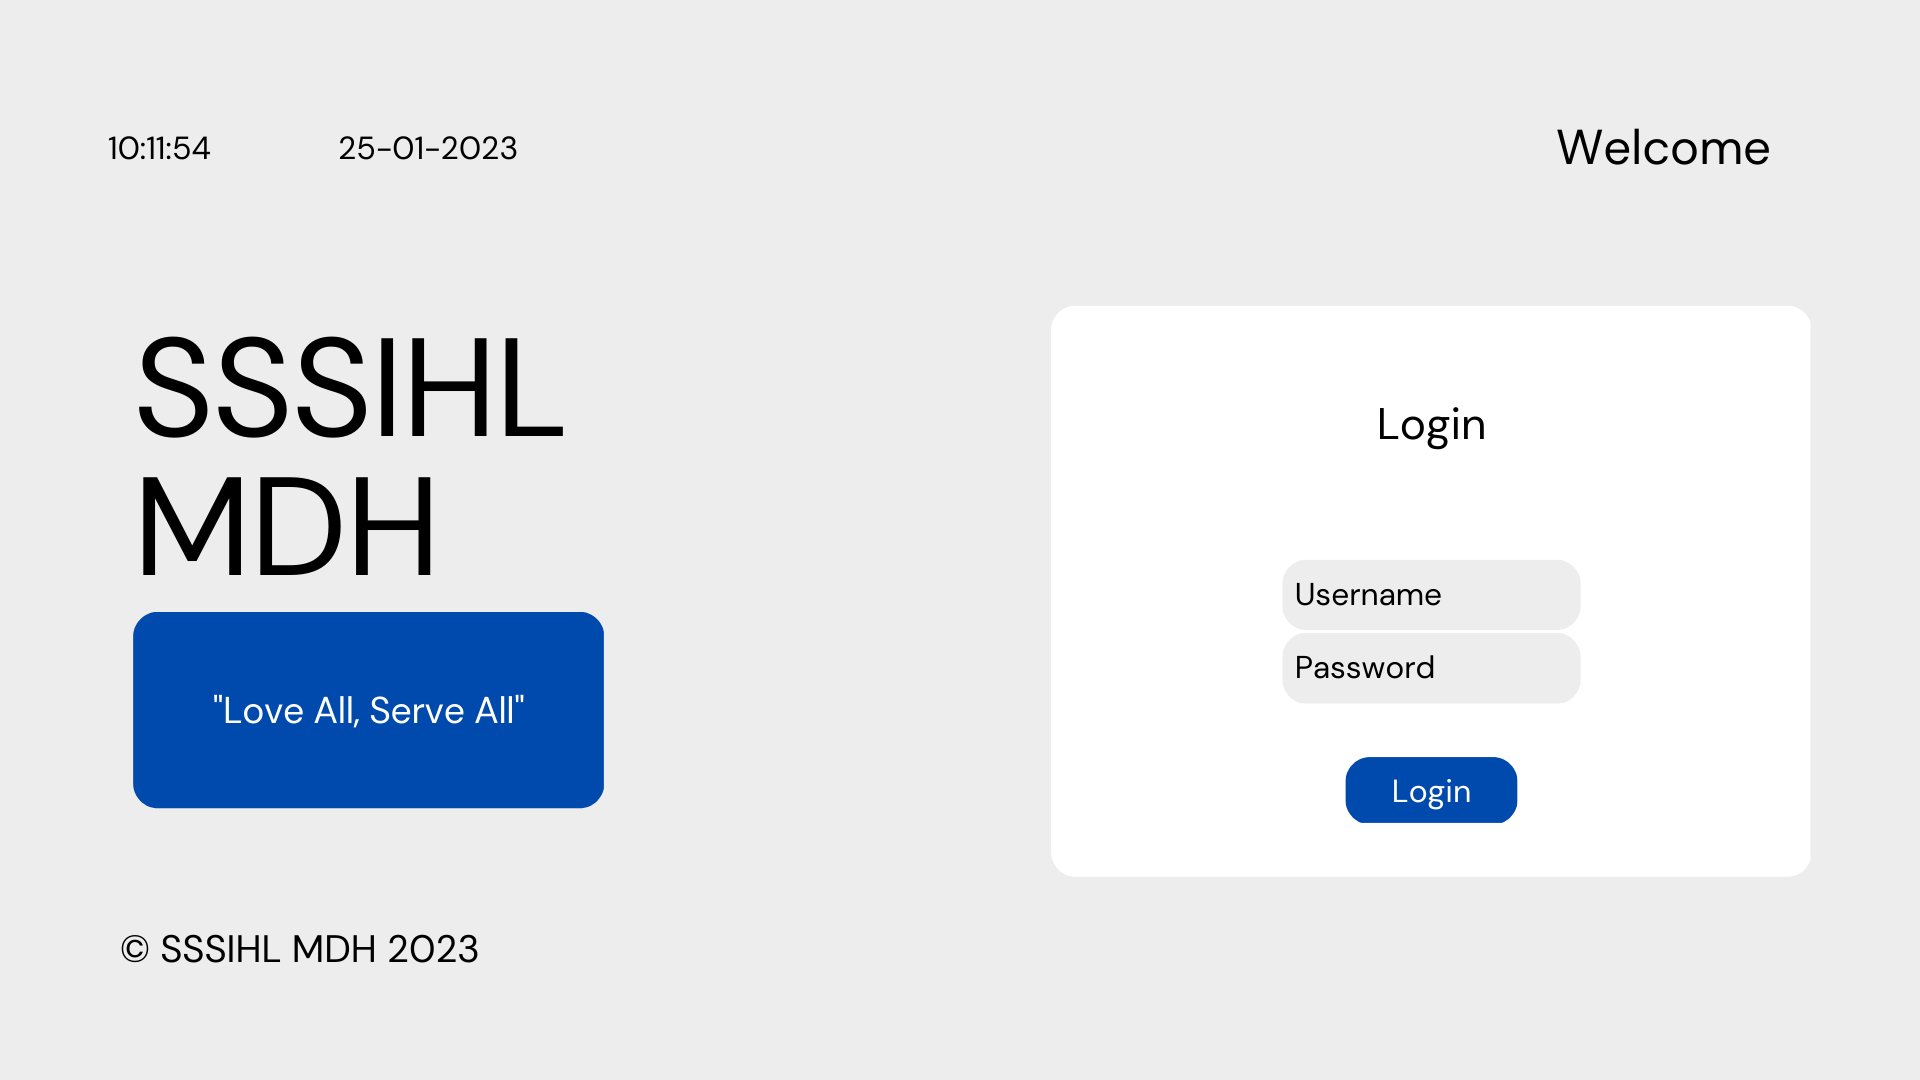 10:11:54
25-01-2023
Welcome
SSSIHL
MDH
"Love All, Serve All"
Login
Username
Password
Login
© SSSIHL MDH 2023